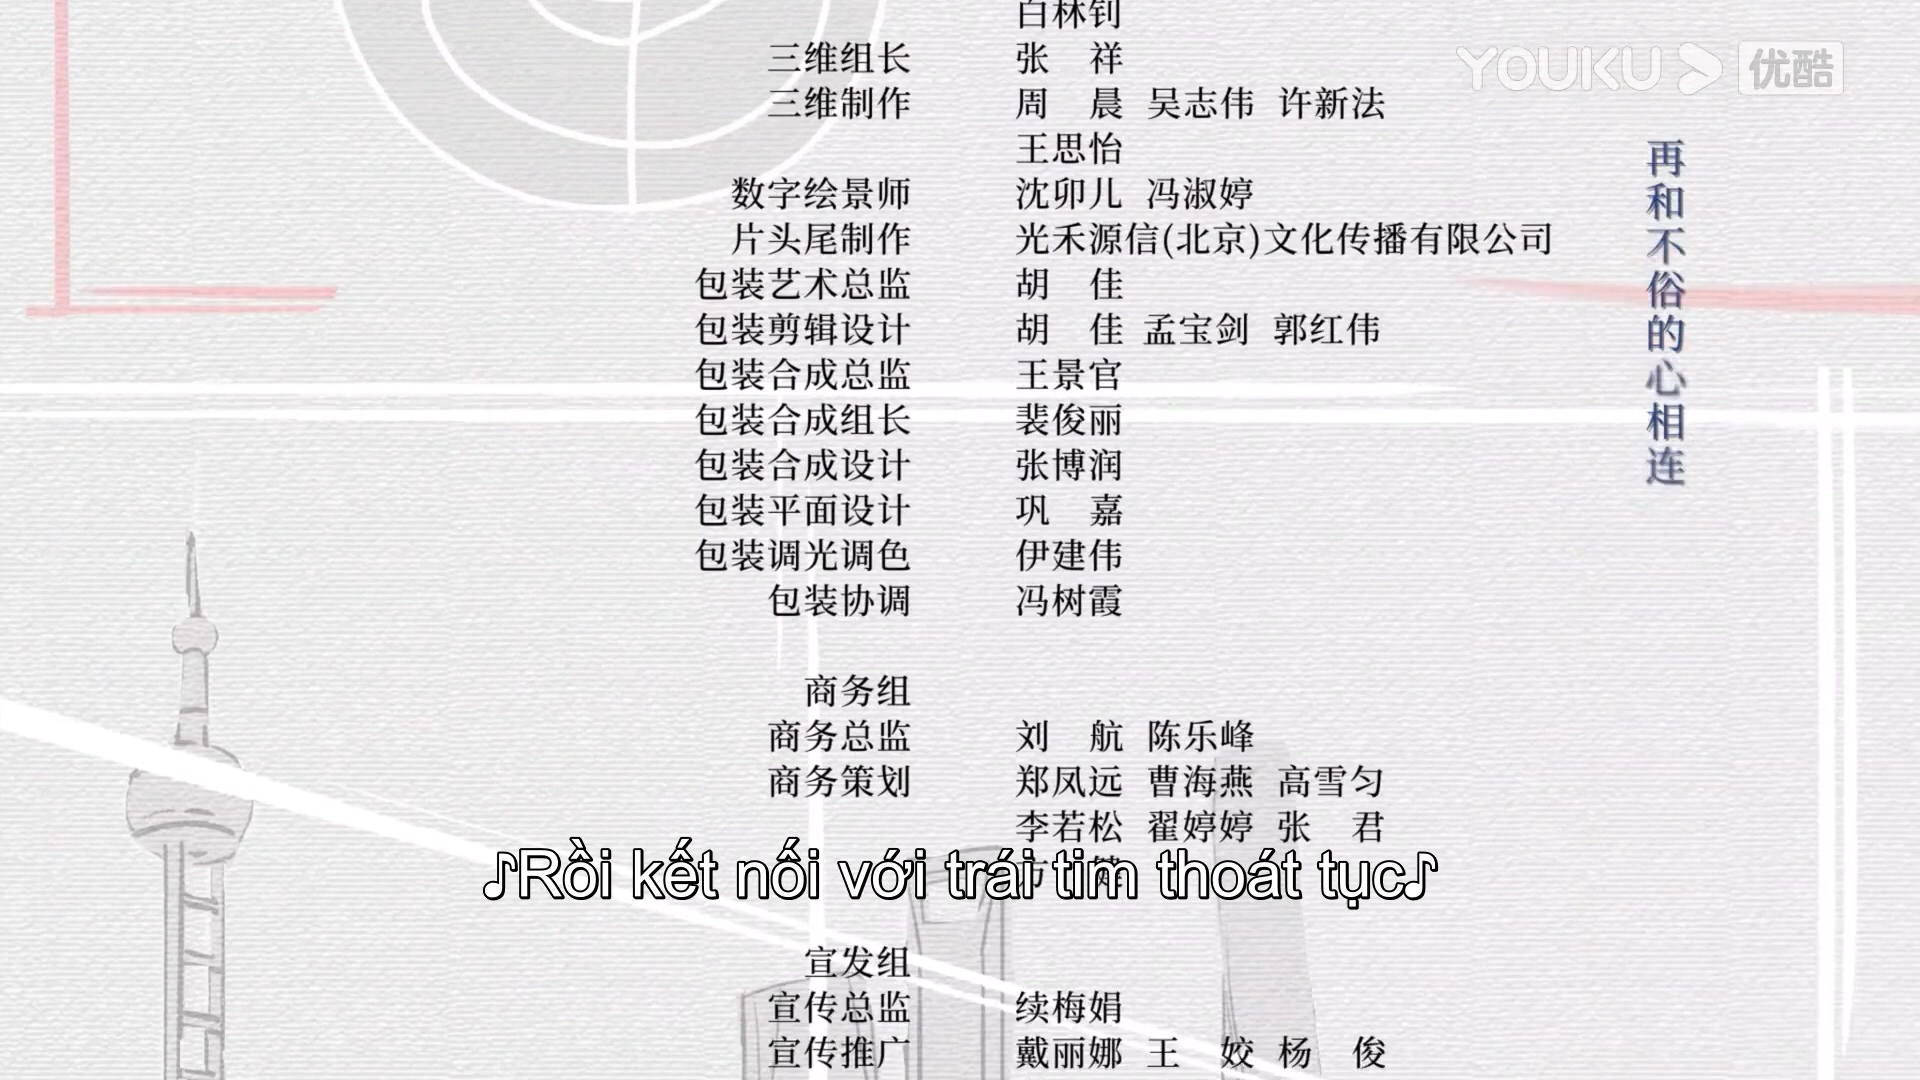 白林钊
三维组长 张 祥
三维制作 周 晨 吴志伟 许新法
王思怡
数字绘景师 沈卯儿 冯淑婷
片头尾制作 光禾源信(北京)文化传播有限公司
包装艺术总监 胡 佳
包装剪辑设计 胡 佳 孟宝剑 郭红伟
包装合成总监 王景官
包装合成组长 裴俊丽
包装合成设计 张博润
包装平面设计 巩 嘉
包装调光调色 伊建伟
包装协调 冯树霞
商务组
商务总监 刘 航 陈乐峰
商务策划 郑凤远 曹海燕 高雪匀
李若松 翟婷婷 张 君
♪Rồi kết nối với trái tim thoát tục♪
宣发组
宣传总监 续梅娟
宣传推广 戴丽娜 王 姣 杨 俊
YOUKU 优酷
再和不俗的心相连